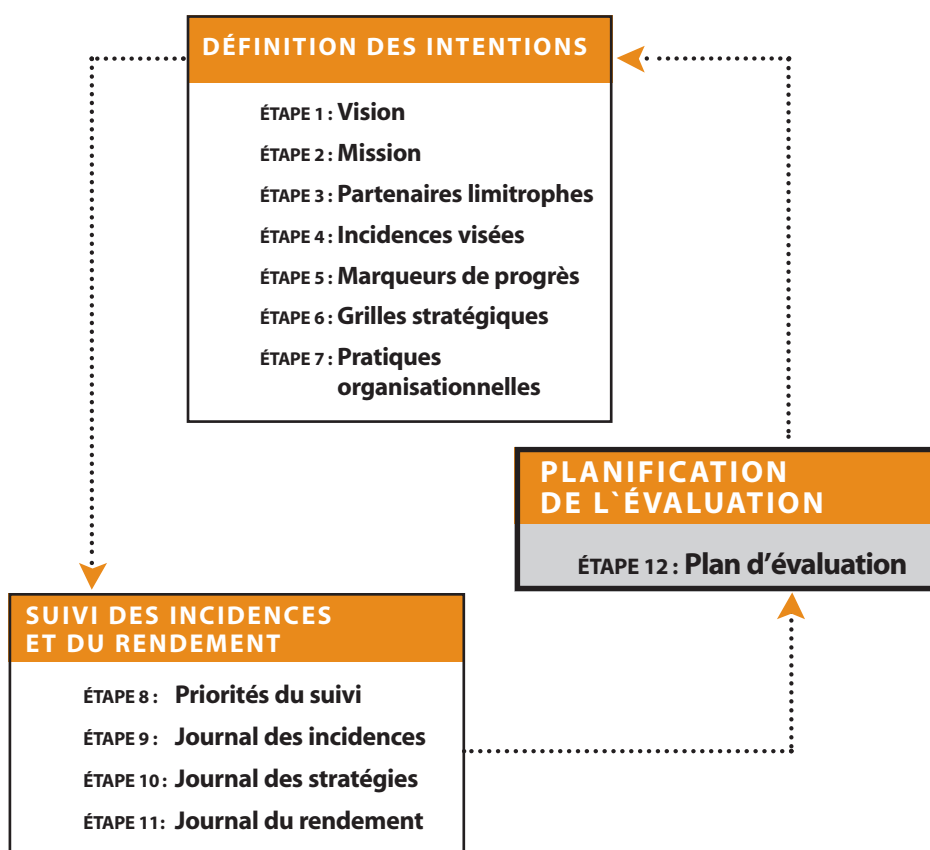 DÉFINITION DES INTENTIONS
ÉTAPE 1 : Vision
ÉTAPE 2 : Mission
ÉTAPE 3 : Partenaires limitrophes
ÉTAPE 4 : Incidences visées
ÉTAPE 5 : Marqueurs de progrès
ÉTAPE 6 : Grilles stratégiques
ÉTAPE 7 : Pratiques
organisationnelles
PLANIFICATION
DE L`ÉVALUATION
ÉTAPE 12 : Plan d’évaluation
SUIVI DES INCIDENCES
ET DU RENDEMENT
ÉTAPE 8 : Priorités du suivi
ÉTAPE 9 : Journal des incidences
ÉTAPE 10 : Journal des stratégies
ÉTAPE 11: Journal du rendement